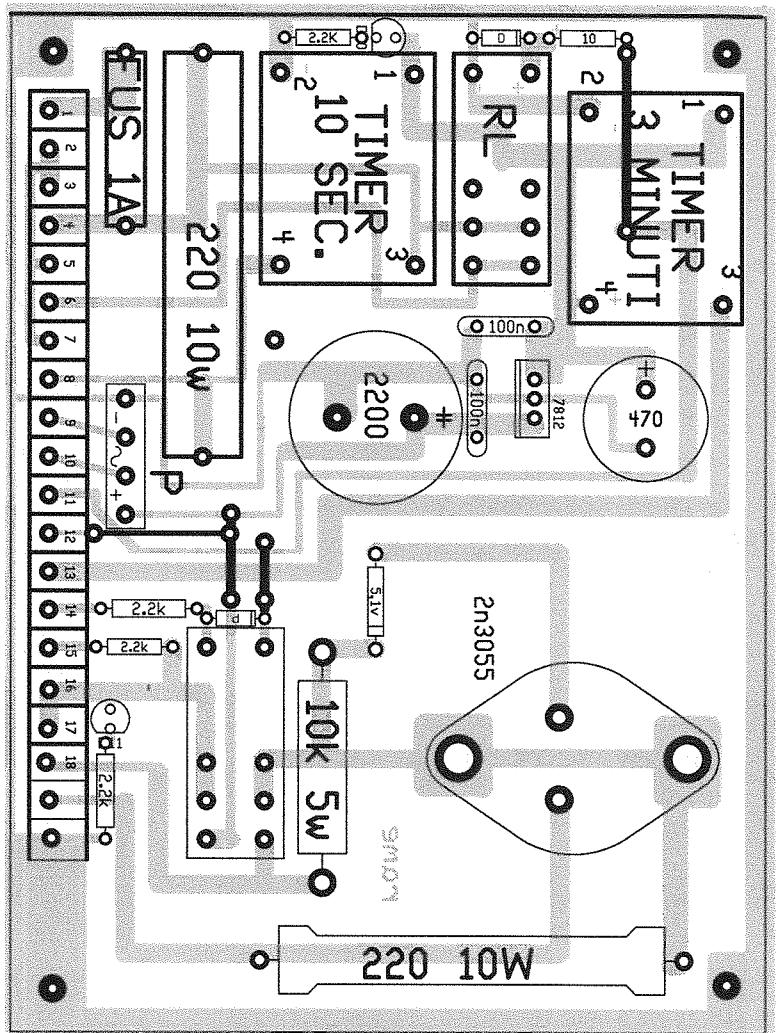 2.2K
D
10
FUS 1A
220 10w
2
1
TIMER
10 SEC.
4
3
RL
+
2
1
TIMER
3 MINUTI
4
+
3
1
2
3
4
5
6
7
8
9
10
11
12
13
14
15
16
17
18
100n
2200
+
100n
7812
+
470
-
~
+
P
2.2k
d
5,1v
2n3055
2.2k
2.2k
10k 5w
rame
220 10W